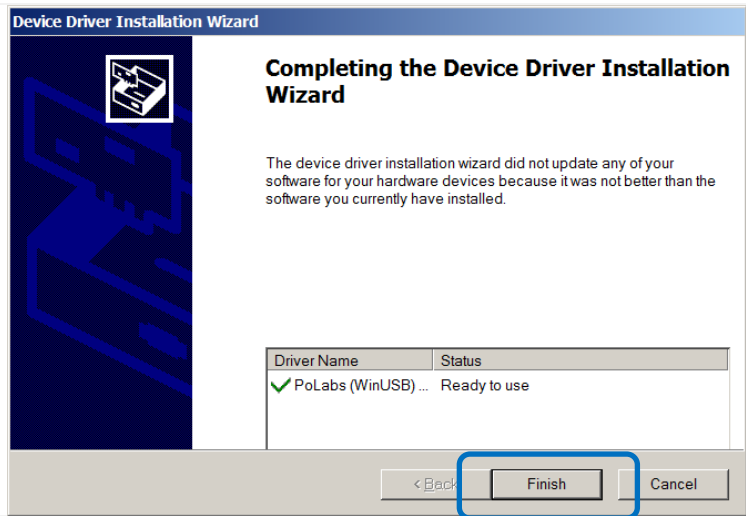 Device Driver Installation Wizard
Completing the Device Driver Installation
Wizard
The device driver installation wizard did not update any of your
software for your hardware devices because it was not better than the
software you currently have installed.
Driver Name Status
PoLabs (WinUSB) ... Ready to use
< Back Finish Cancel